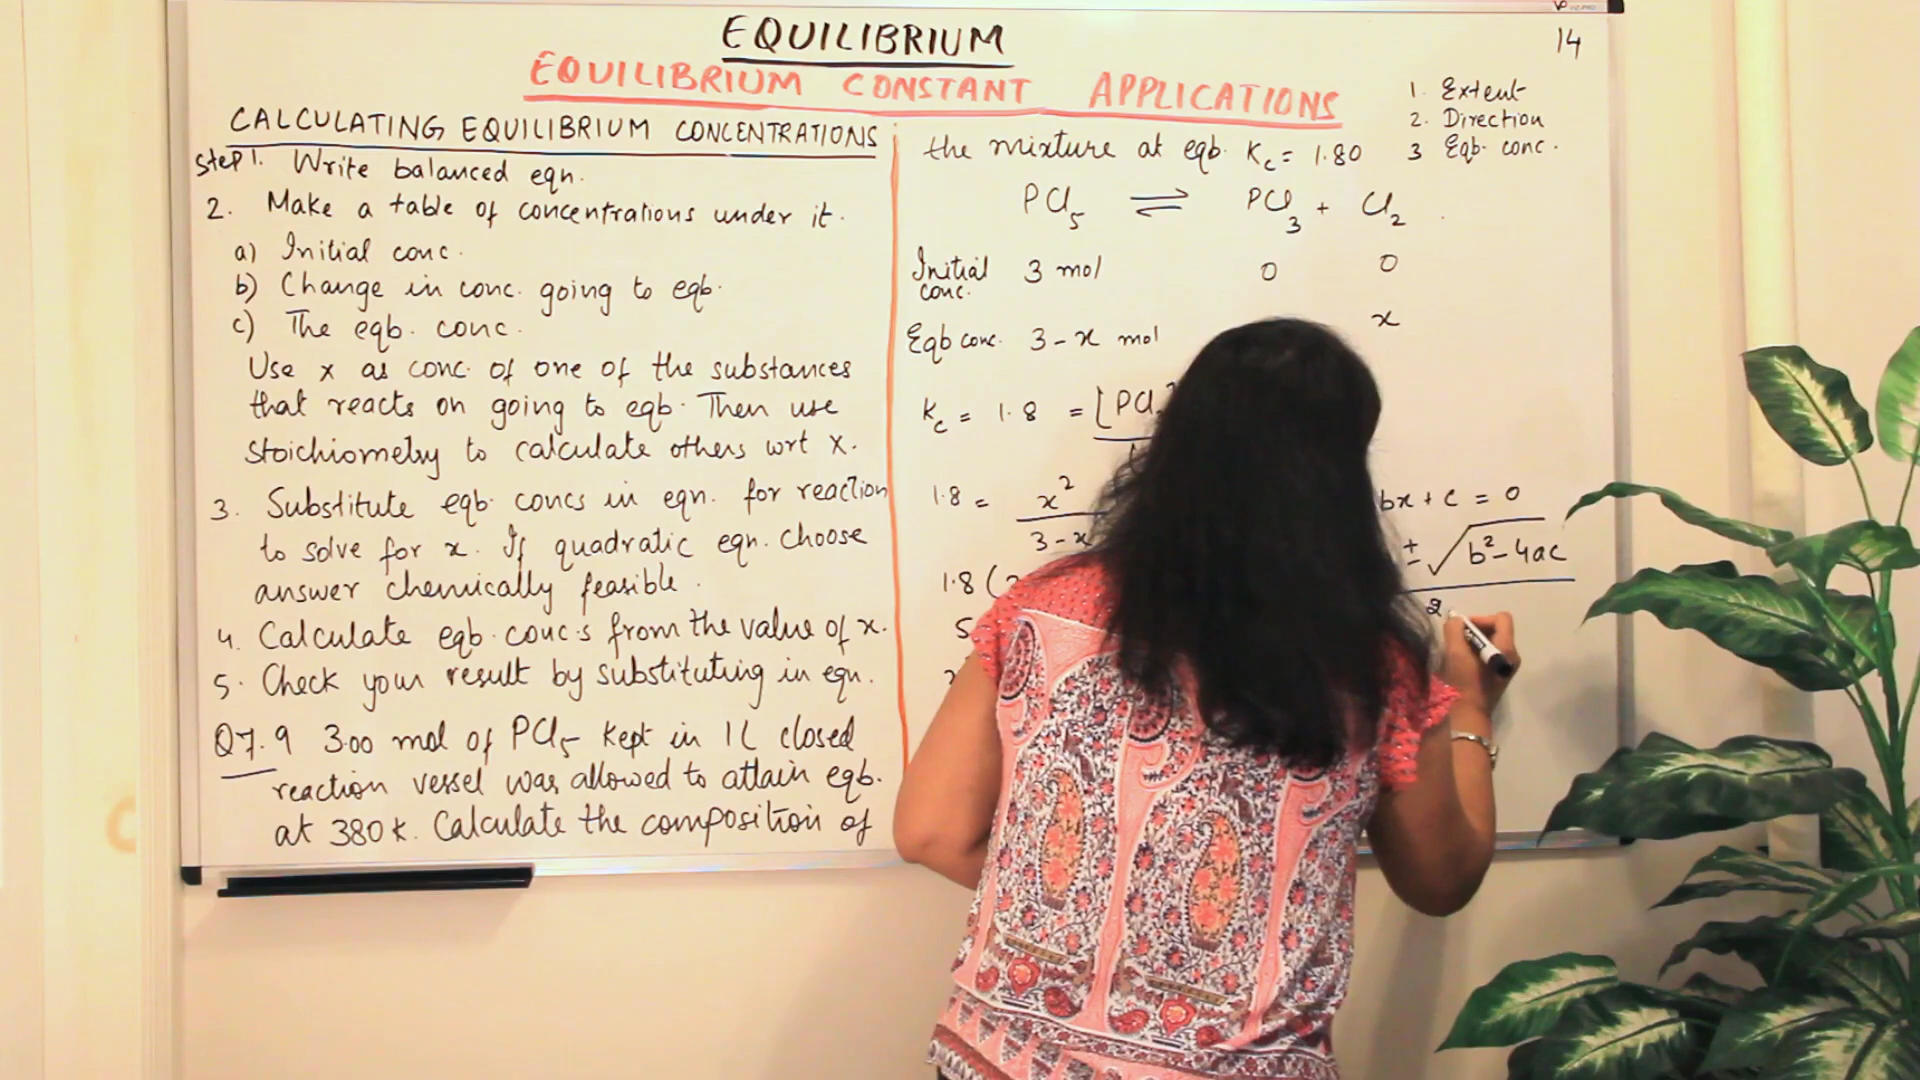 EQUILIBRIUM
14
EQUILIBRIUM CONSTANT APPLICATIONS
1. Extent
2. Direction
3 Eqb. conc.
CALCULATING EQUILIBRIUM CONCENTRATIONS
Step 1. Write balanced eqn.
2. Make a table of concentrations under it.
a) Initial conc.
b) Change in conc. going to eqb.
c) The eqb. conc.
Use x as conc. of one of the substances
that reacts on going to eqb. Then use
stoichiometry to calculate others wrt x.
3. Substitute eqb. concs in eqn. for reaction
to solve for x. If quadratic eqn. choose
answer chemically feasible.
4. Calculate eqb. conc.s from the value of x.
5. Check your result by substituting in eqn.
Q7.9 3.00 mol of PCl5 kept in 1L closed
reaction vessel was allowed to attain eqb.
at 380K. Calculate the composition of
the mixture at eqb. Kc = 1.80
PCl5 ⇌ PCl3 + Cl2
Initial conc. 3 mol 0 0
x
Eqb conc. 3-x mol
Kc = 1.8 = [PCl
1.8 = x²
3-x
bx + c = 0
± √b²-4ac
2
1.8 (
5